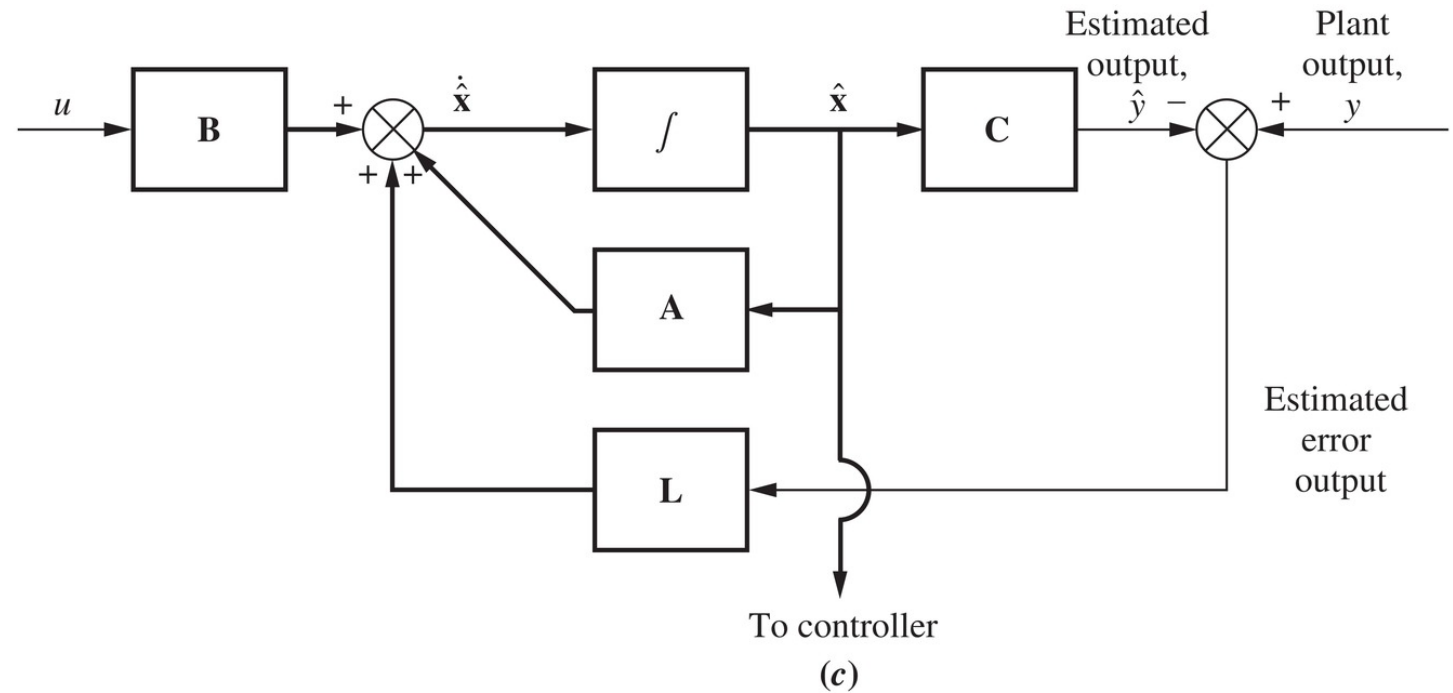 Estimated
output,
ŷ
Plant
output,
y
u
B
+
+
+
x̂̇
∫
x̂
C
−
+
A
L
Estimated
error
output
To controller
(c)